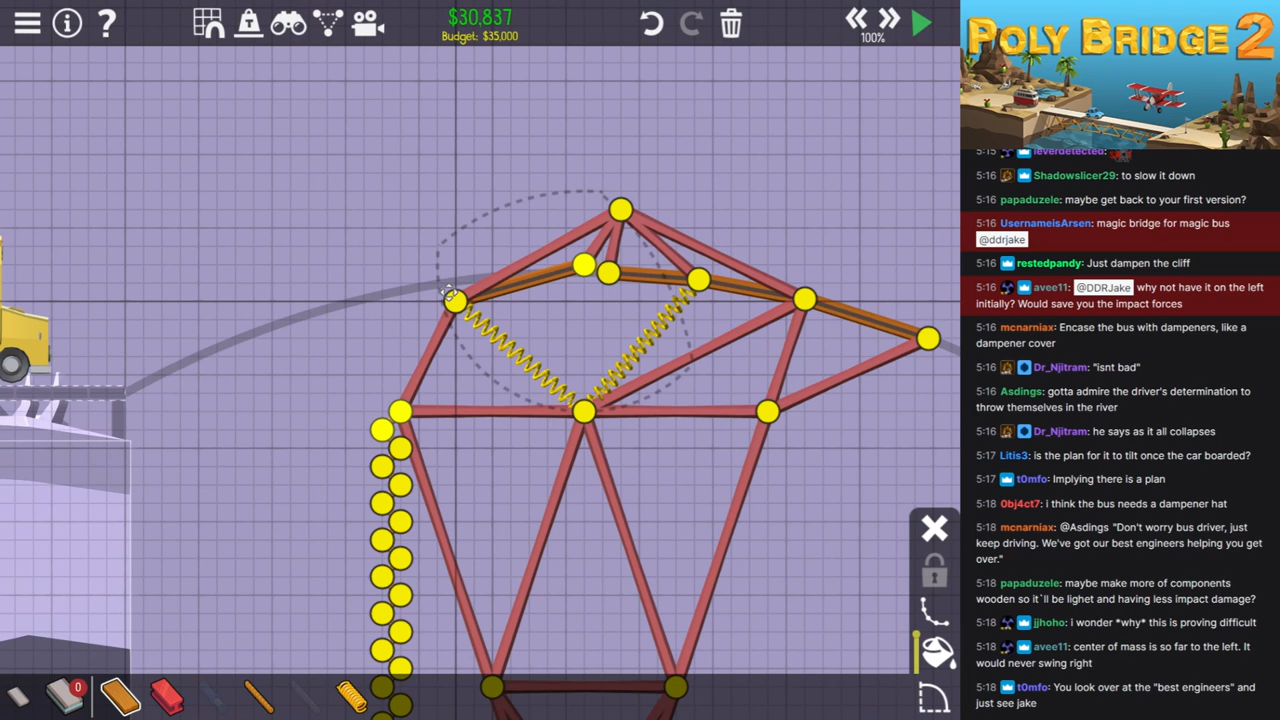 $30,837
Budget: $35,000
100%
0
POLY BRIDGE 2
5:15 leverdetected:
5:16 Shadowslicer29: to slow it down
5:16 papaduzele: maybe get back to your first version?
5:16 UsernameisArsen: magic bridge for magic bus
@ddrjake
5:16 restedpandy: Just dampen the cliff
5:16 avee11: @DDRJake why not have it on the left
initially? Would save you the impact forces
5:16 mcnarniax: Encase the bus with dampeners, like a
dampener cover
5:16 Dr_Njitram: "isnt bad"
5:16 Asdings: gotta admire the driver's determination to
throw themselves in the river
5:16 Dr_Njitram: he says as it all collapses
5:17 Litis3: is the plan for it to tilt once the car boarded?
5:17 t0mfo: Implying there is a plan
5:18 0bj4ct7: i think the bus needs a dampener hat
5:18 mcnarniax: @Asdings "Don't worry bus driver, just
keep driving. We've got our best engineers helping you get
over."
5:18 papaduzele: maybe make more of components
wooden so it`ll be lighet and having less impact damage?
5:18 jjhoho: i wonder *why* this is proving difficult
5:18 avee11: center of mass is so far to the left. It
would never swing right
5:18 t0mfo: You look over at the "best engineers" and
just see jake